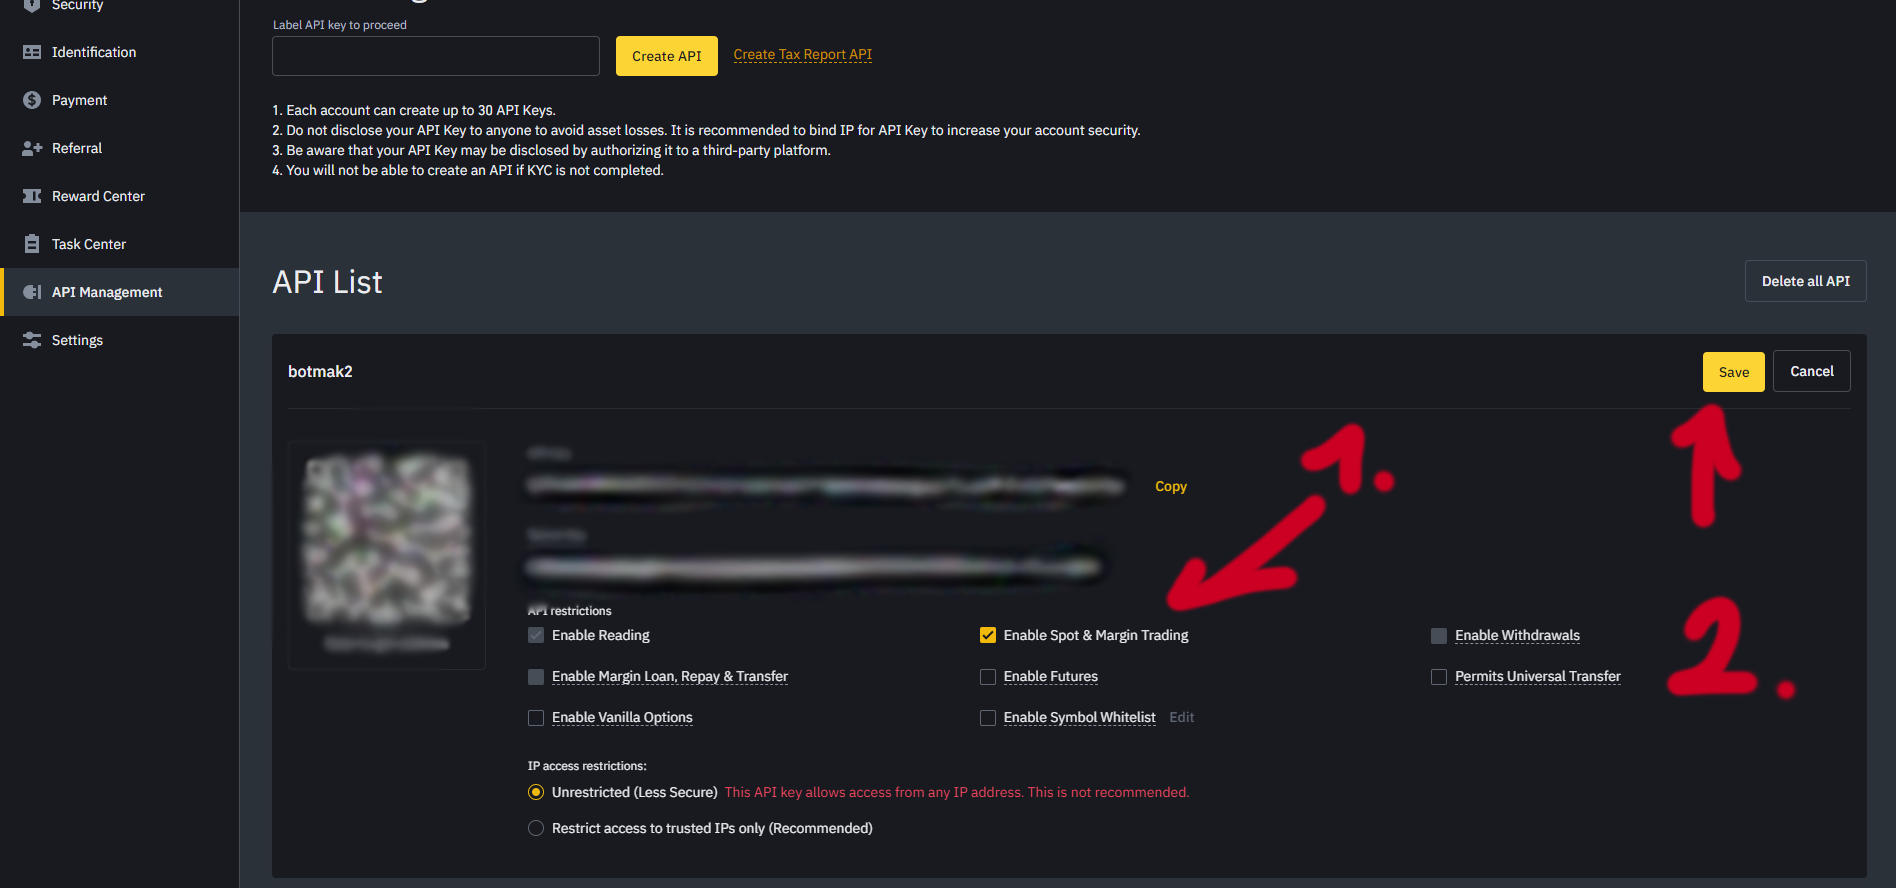 Security
Identification
Payment
Referral
Reward Center
Task Center
API Management
Settings
Label API key to proceed
Create API
Create Tax Report API
1. Each account can create up to 30 API Keys.
2. Do not disclose your API Key to anyone to avoid asset losses. It is recommended to bind IP for API Key to increase your account security.
3. Be aware that your API Key may be disclosed by authorizing it to a third-party platform.
4. You will not be able to create an API if KYC is not completed.
API List
Delete all API
botmak2
Save
Cancel
Copy
1.
API restrictions
Enable Reading
Enable Spot & Margin Trading
Enable Withdrawals
2.
Enable Margin Loan, Repay & Transfer
Enable Futures
Permits Universal Transfer
Enable Vanilla Options
Enable Symbol Whitelist Edit
IP access restrictions:
Unrestricted (Less Secure) This API key allows access from any IP address. This is not recommended.
Restrict access to trusted IPs only (Recommended)